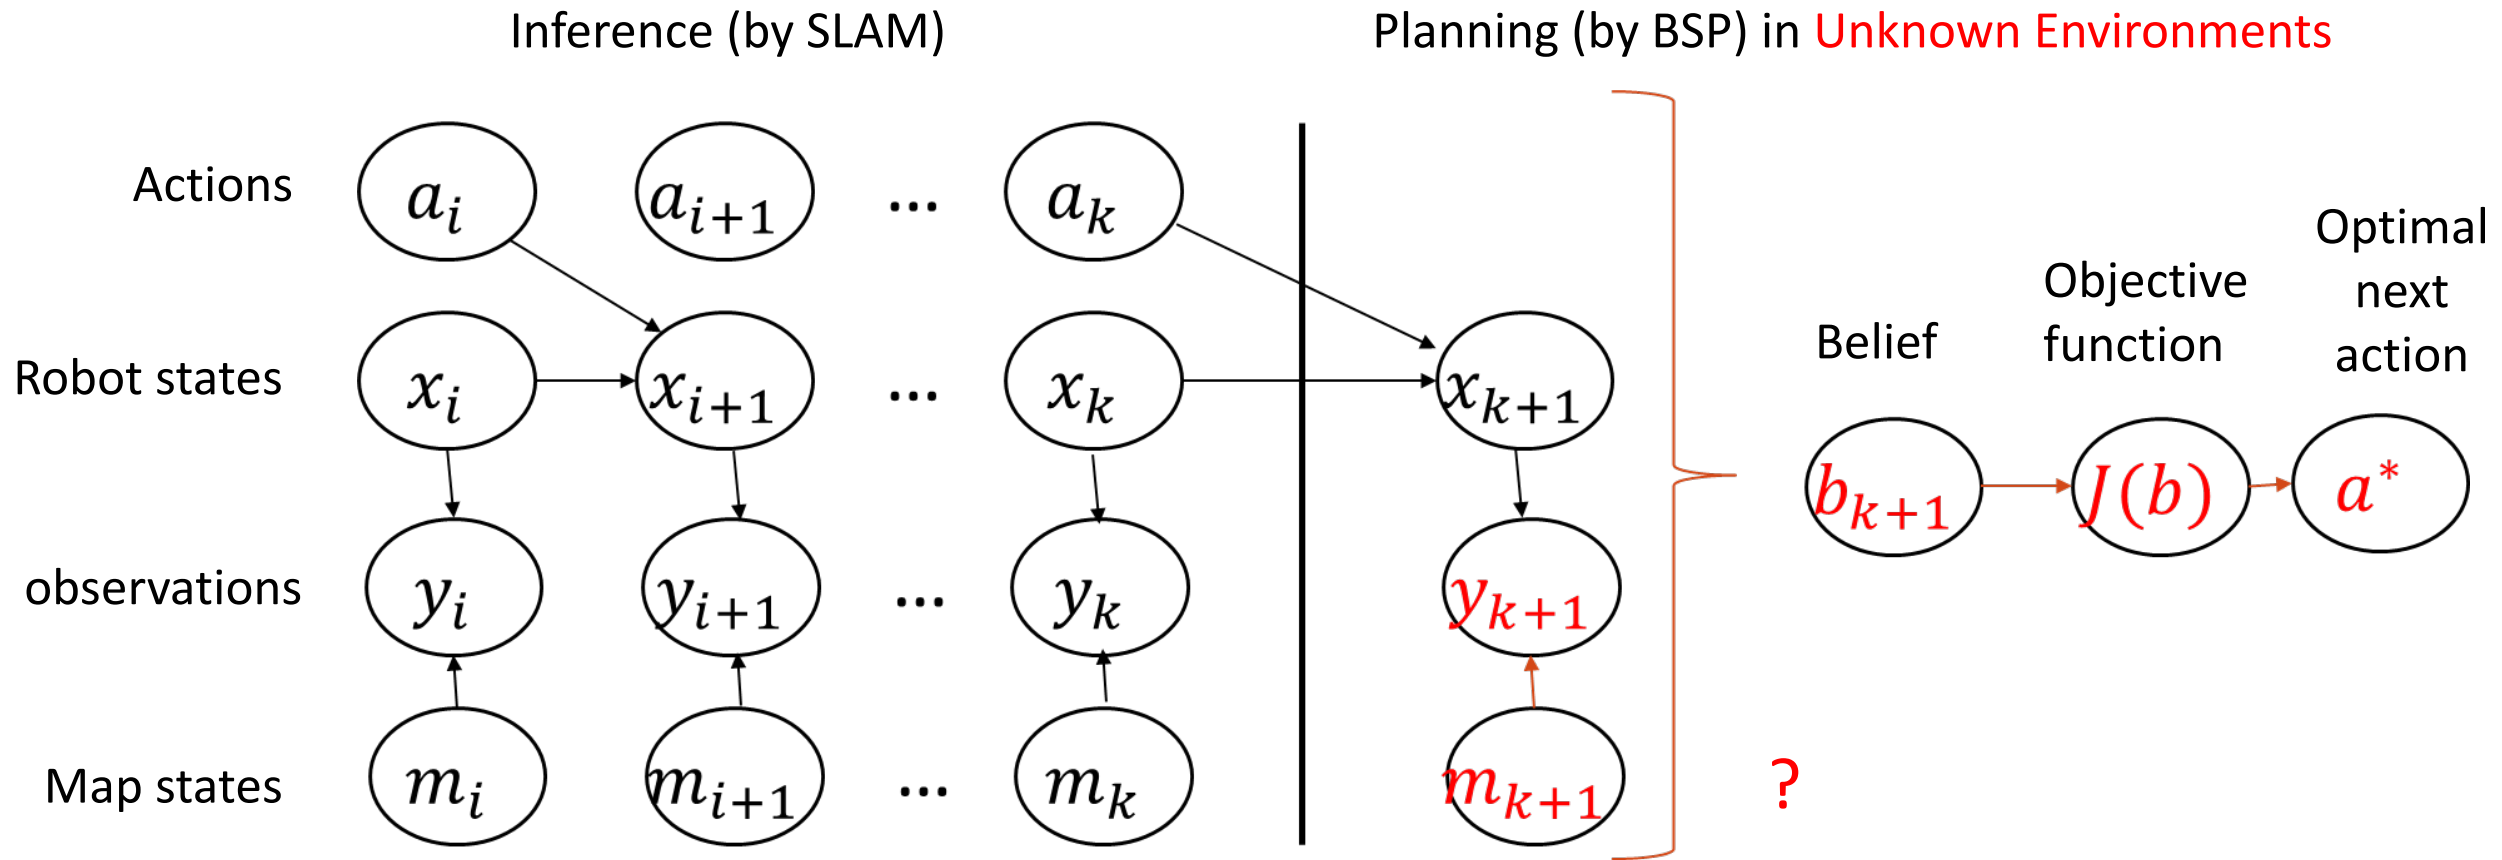 Inference (by SLAM)
Planning (by BSP) in Unknown Environments
Actions
a_i
a_{i+1}
...
a_k
Robot states
x_i
x_{i+1}
...
x_k
x_{k+1}
observations
y_i
y_{i+1}
...
y_k
y_{k+1}
Map states
m_i
m_{i+1}
...
m_k
m_{k+1}
?
Belief
b_{k+1}
Objective
function
J(b)
Optimal
next
action
a*